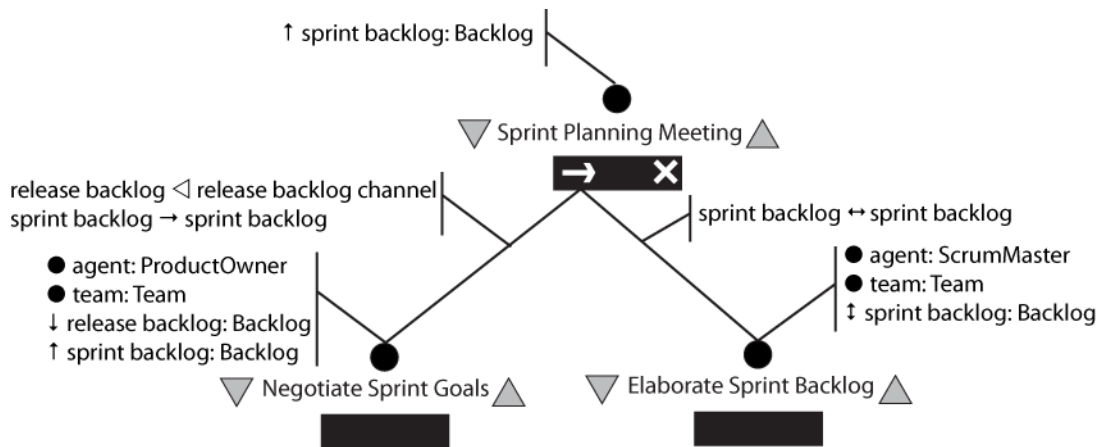 ↑ sprint backlog: Backlog
Sprint Planning Meeting
release backlog ◁ release backlog channel
sprint backlog → sprint backlog
sprint backlog ↔ sprint backlog
● agent: ProductOwner
● team: Team
↓ release backlog: Backlog
↑ sprint backlog: Backlog
● agent: ScrumMaster
● team: Team
↕ sprint backlog: Backlog
Negotiate Sprint Goals
Elaborate Sprint Backlog